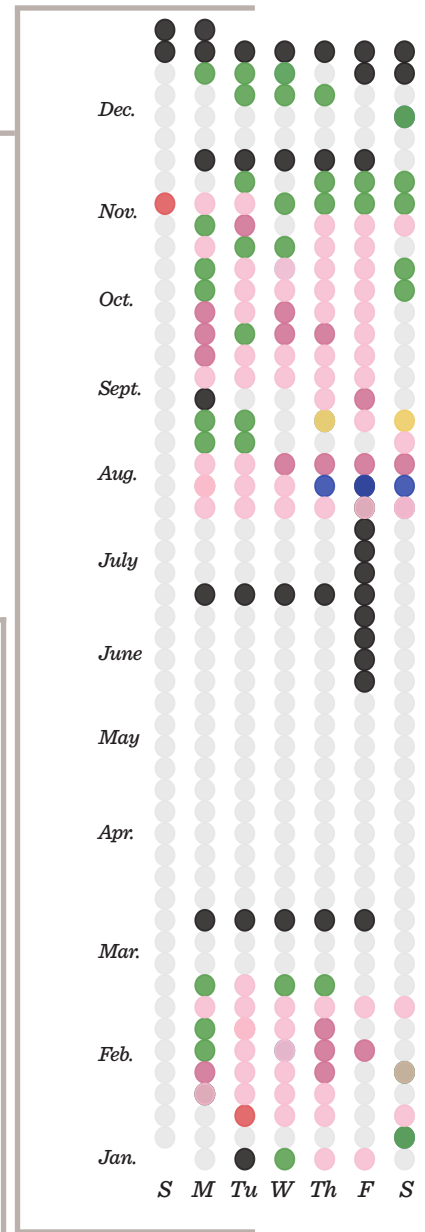 Dec.
Nov.
Oct.
Sept.
Aug.
July
June
May
Apr.
Mar.
Feb.
Jan.
S M Tu W Th F S